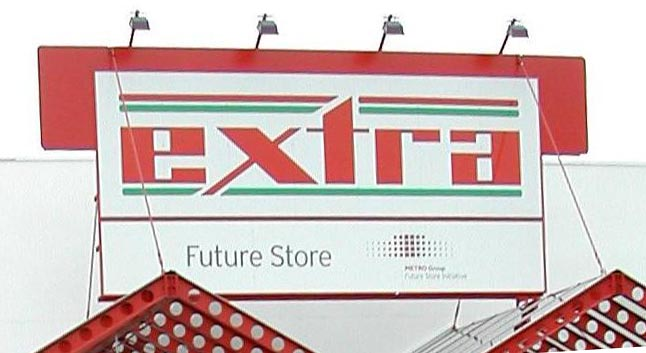 extra
Future Store
METRO Group
Future Store Initiative